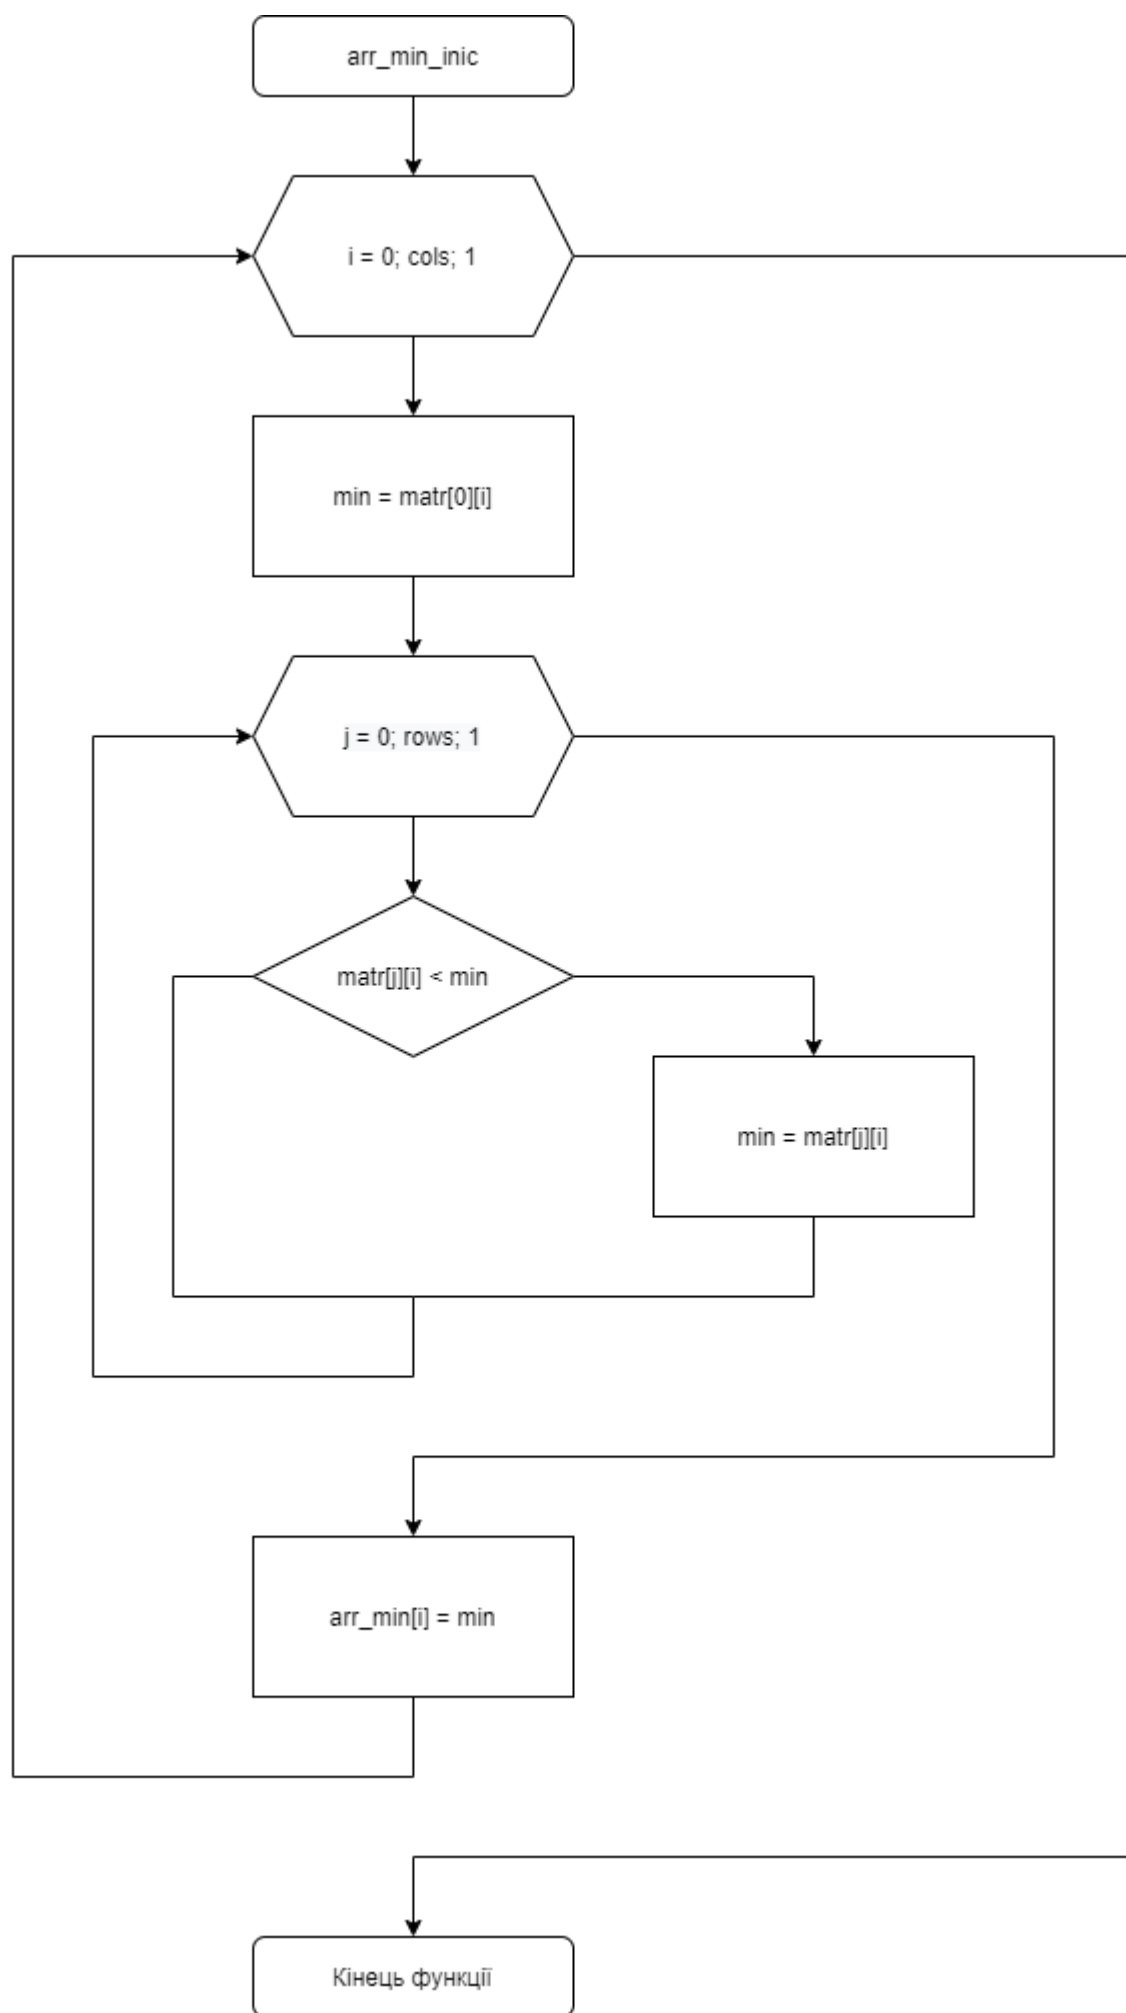 arr_min_inic
i = 0; cols; 1
min = matr[0][i]
j = 0; rows; 1
matr[j][i] < min
min = matr[j][i]
arr_min[i] = min
Кінець функції